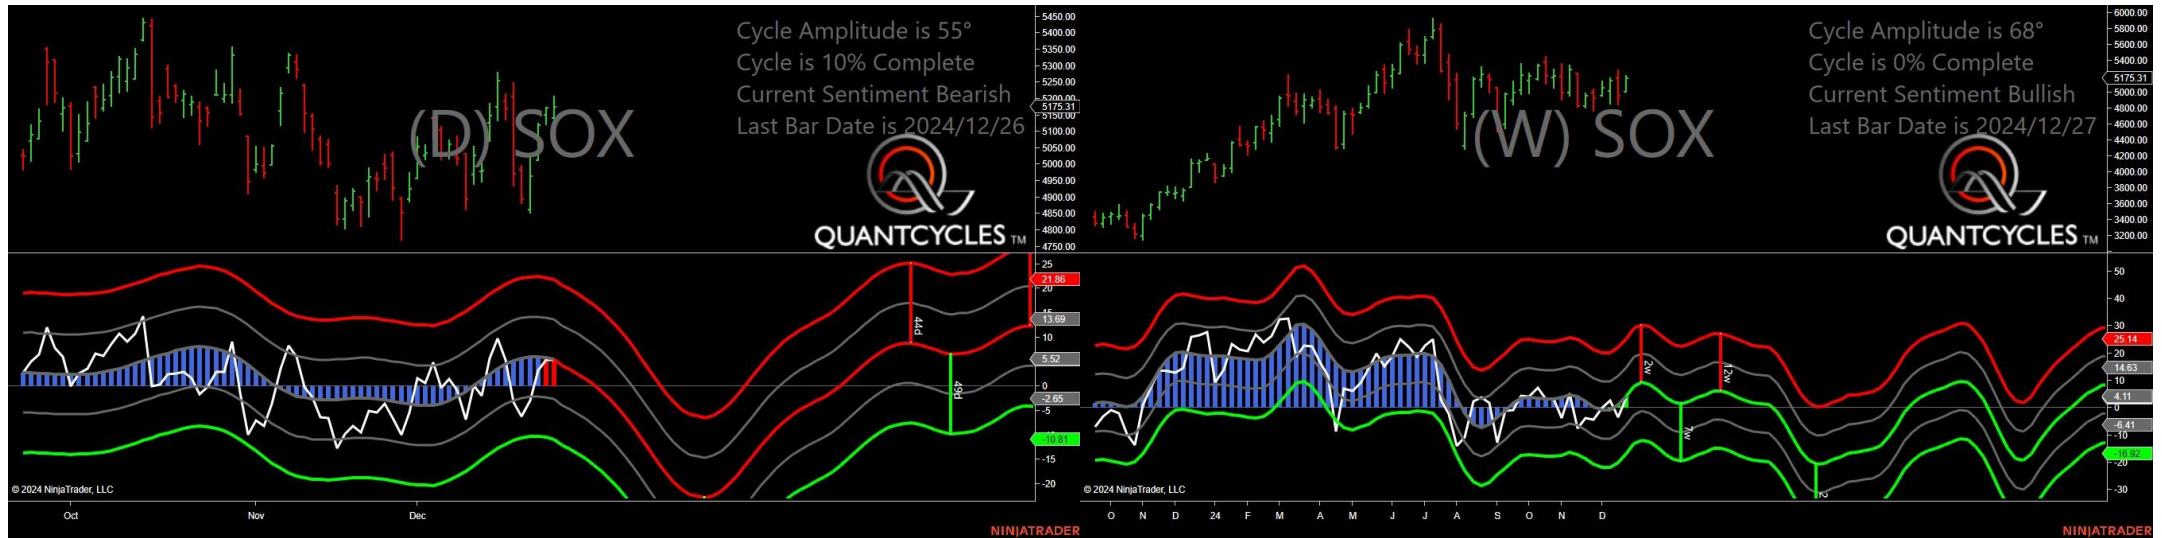 Cycle Amplitude is 55°
Cycle is 10% Complete
Current Sentiment Bearish
Last Bar Date is 2024/12/26
(D) SOX
QUANTCYCLES TM
5450.00
5400.00
5350.00
5300.00
5250.00
5200.00
5175.31
5150.00
5100.00
5050.00
5000.00
4950.00
4900.00
4850.00
4800.00
4750.00
25
21.86
20
15
13.69
10
5.52
0
-2.65
-5
-10.81
-15
-20
44d
49d
© 2024 NinjaTrader, LLC
Oct Nov Dec
NINJATRADER
Cycle Amplitude is 68°
Cycle is 0% Complete
Current Sentiment Bullish
Last Bar Date is 2024/12/27
(W) SOX
QUANTCYCLES TM
6000.00
5800.00
5600.00
5400.00
5175.31
5000.00
4800.00
4600.00
4400.00
4200.00
4000.00
3800.00
3600.00
3400.00
3200.00
50
40
30
25.14
20
14.63
10
4.11
0
-6.41
-10
-16.92
-20
-30
2w
7w
12w
2
© 2024 NinjaTrader, LLC
O N D 24 F M A M J J A S O N D
NINJATRADER